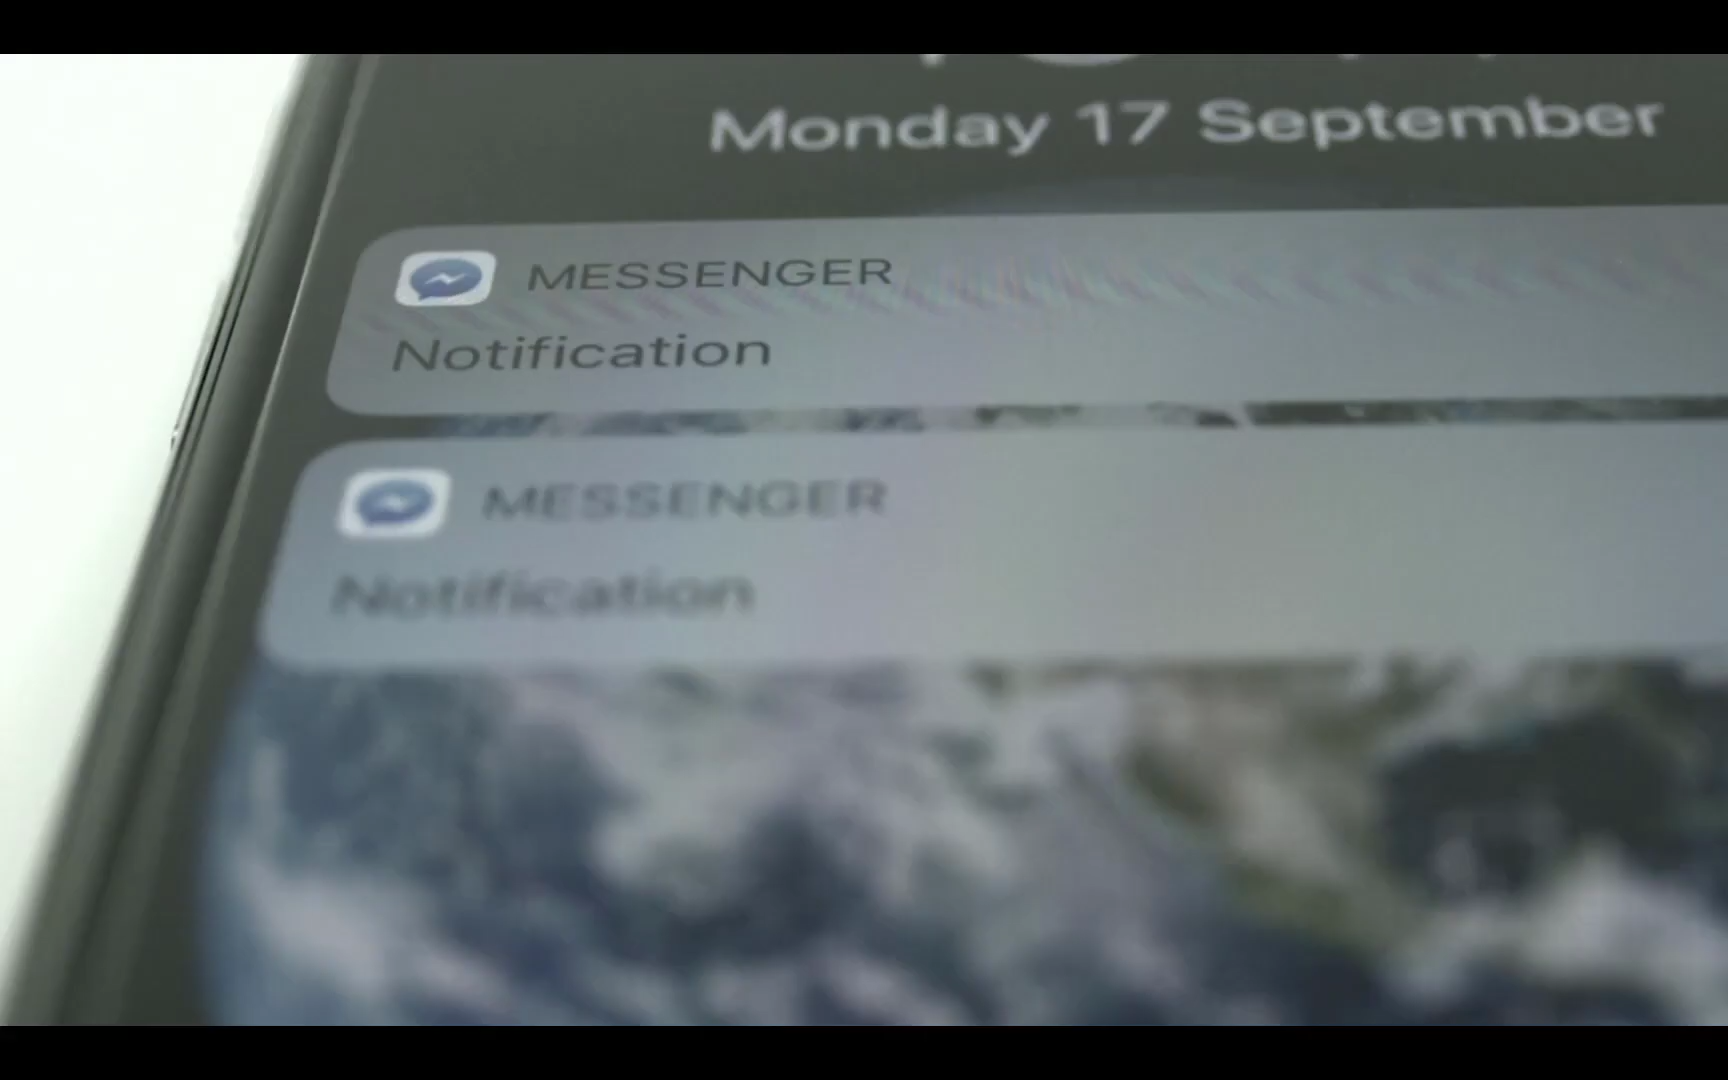 Monday 17 September
MESSENGER
Notification
MESSENGER
Notification